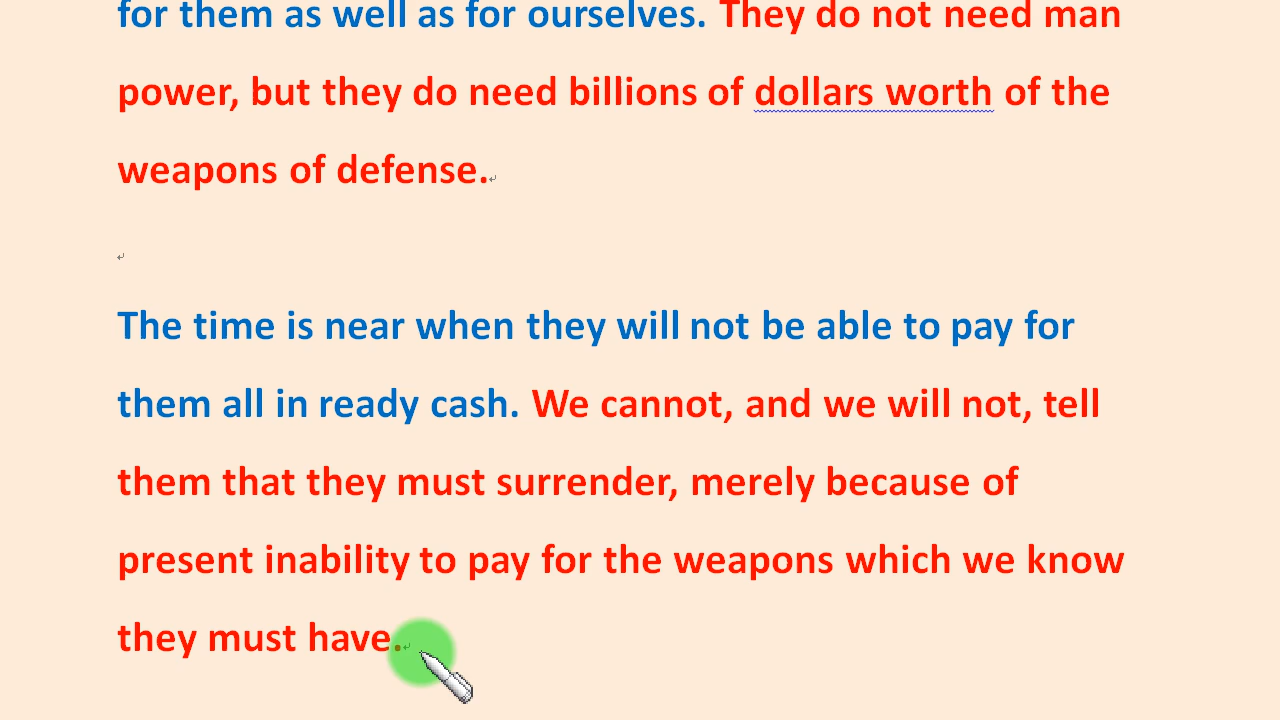 for them as well as for ourselves. They do not need man
power, but they do need billions of dollars worth of the
weapons of defense.
The time is near when they will not be able to pay for
them all in ready cash. We cannot, and we will not, tell
them that they must surrender, merely because of
present inability to pay for the weapons which we know
they must have.